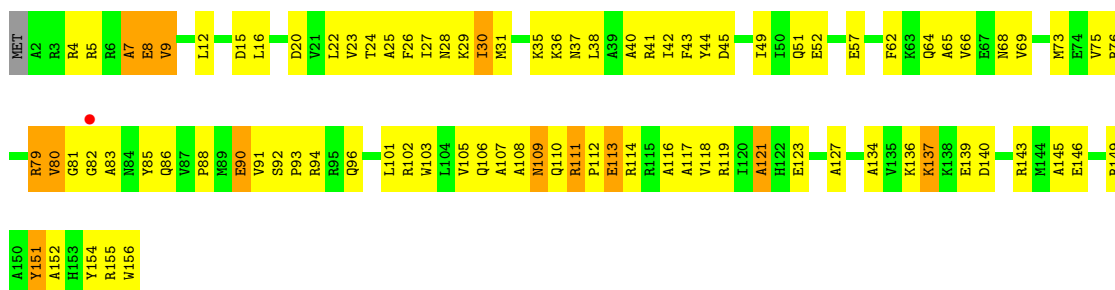 MET A2 R3 R4 R5 R6 A7 E8 V9 L12 D15 L16 D20 V21 L22 V23 T24 A25 F26 I27 N28 K29 I30 M31 K35 K36 N37 L38 A39 A40 R41 I42 F43 Y44 D45 I49 I50 Q51 E52 E57 F62 K63 Q64 A65 V66 E67 N68 V69 M73 E74 V75
R79 V80 G81 G82 A83 N84 Y85 Q86 V87 P88 M89 E90 V91 S92 P93 R94 R95 Q96 L101 R102 W103 L104 V105 Q106 A107 A108 N109 Q110 R111 P112 E113 R114 R115 A116 A117 V118 R119 I120 A121 H122 E123 A127 A134 V135 K136 K137 K138 E139 D140 R143 M144 A145 E146
A150 Y151 A152 H153 Y154 R155 W156